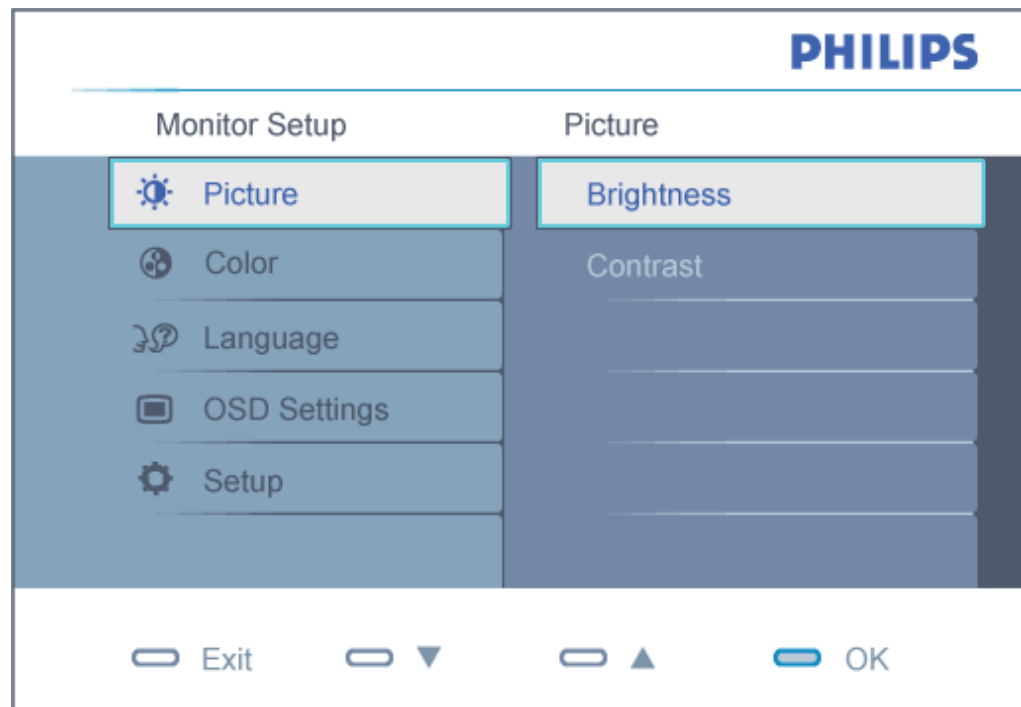 PHILIPS
Monitor Setup Picture
Picture Brightness
Color Contrast
Language
OSD Settings
Setup
Exit ▼ ▲ OK